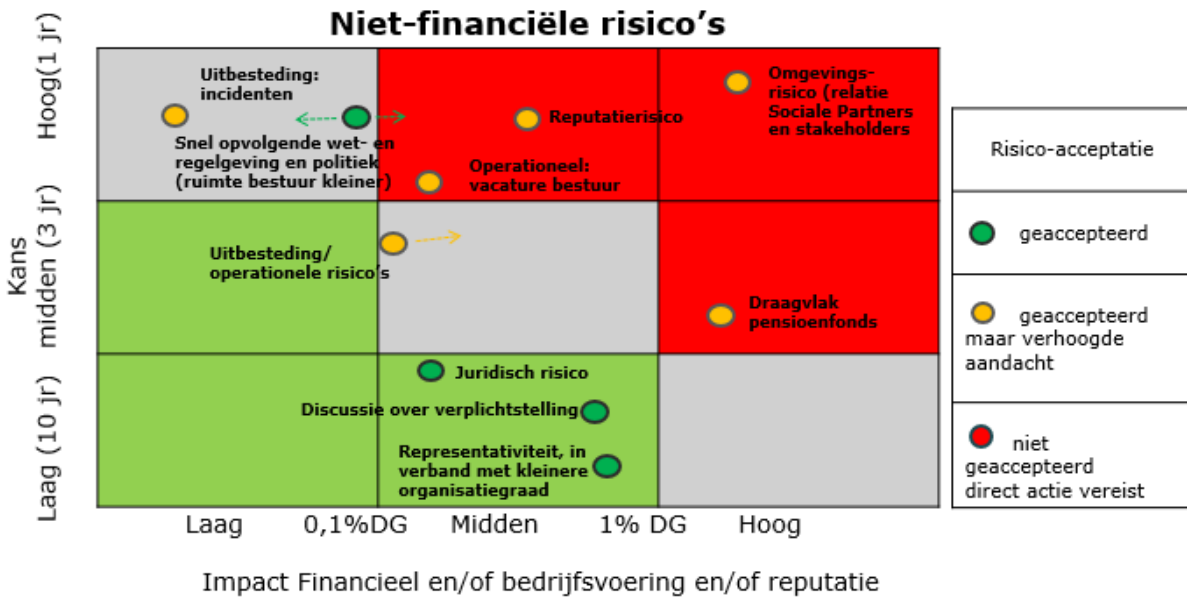 Niet-financiële risico's
Hoog(1 jr)
Kans
midden (3 jr)
Laag (10 jr)
Uitbesteding:
incidenten
Snel opvolgende wet- en
regelgeving en politiek
(ruimte bestuur kleiner)
Reputatierisico
Operationeel:
vacature bestuur
Omgevings-
risico (relatie
Sociale Partners
en stakeholders
Uitbesteding/
operationele risico's
Draagvlak
pensioenfonds
Juridisch risico
Discussie over verplichtstelling
Representativiteit, in
verband met kleinere
organisatiegraad
Laag 0,1%DG Midden 1% DG Hoog
Impact Financieel en/of bedrijfsvoering en/of reputatie
Risico-acceptatie
geaccepteerd
geaccepteerd
maar verhoogde
aandacht
niet
geaccepteerd
direct actie vereist